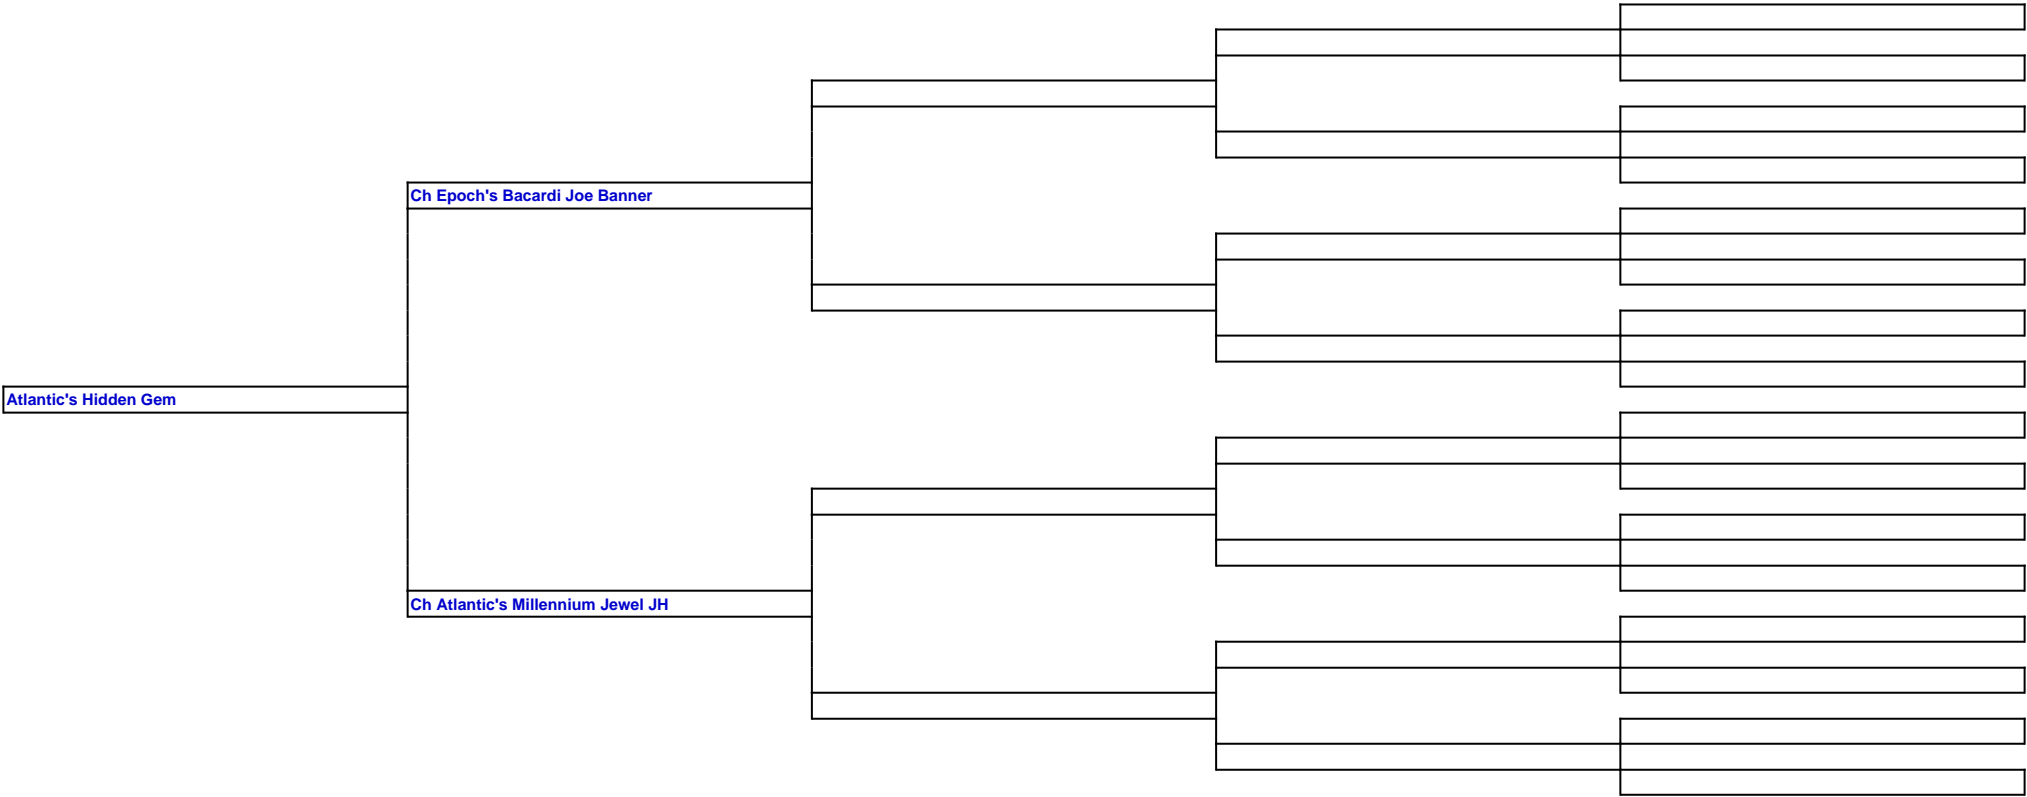 Ch Epoch's Bacardi Joe Banner
Atlantic's Hidden Gem
Ch Atlantic's Millennium Jewel JH